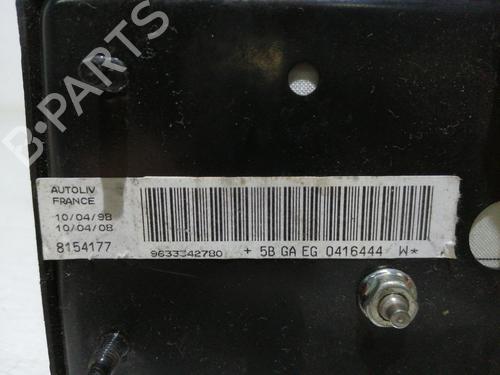 B-PARTS
AUTOLIV
FRANCE
10/04/98
10/04/08
8154177
9633342780
+ 5B GA EG 0416444 W*